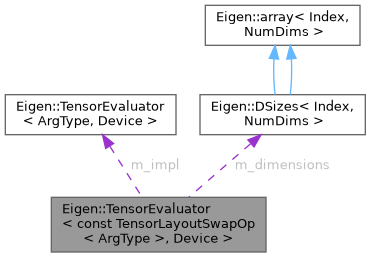 Eigen::array< Index,
NumDims >
Eigen::TensorEvaluator
< ArgType, Device >
Eigen::DSizes< Index,
NumDims >
m_impl
m_dimensions
Eigen::TensorEvaluator
< const TensorLayoutSwapOp
< ArgType >, Device >